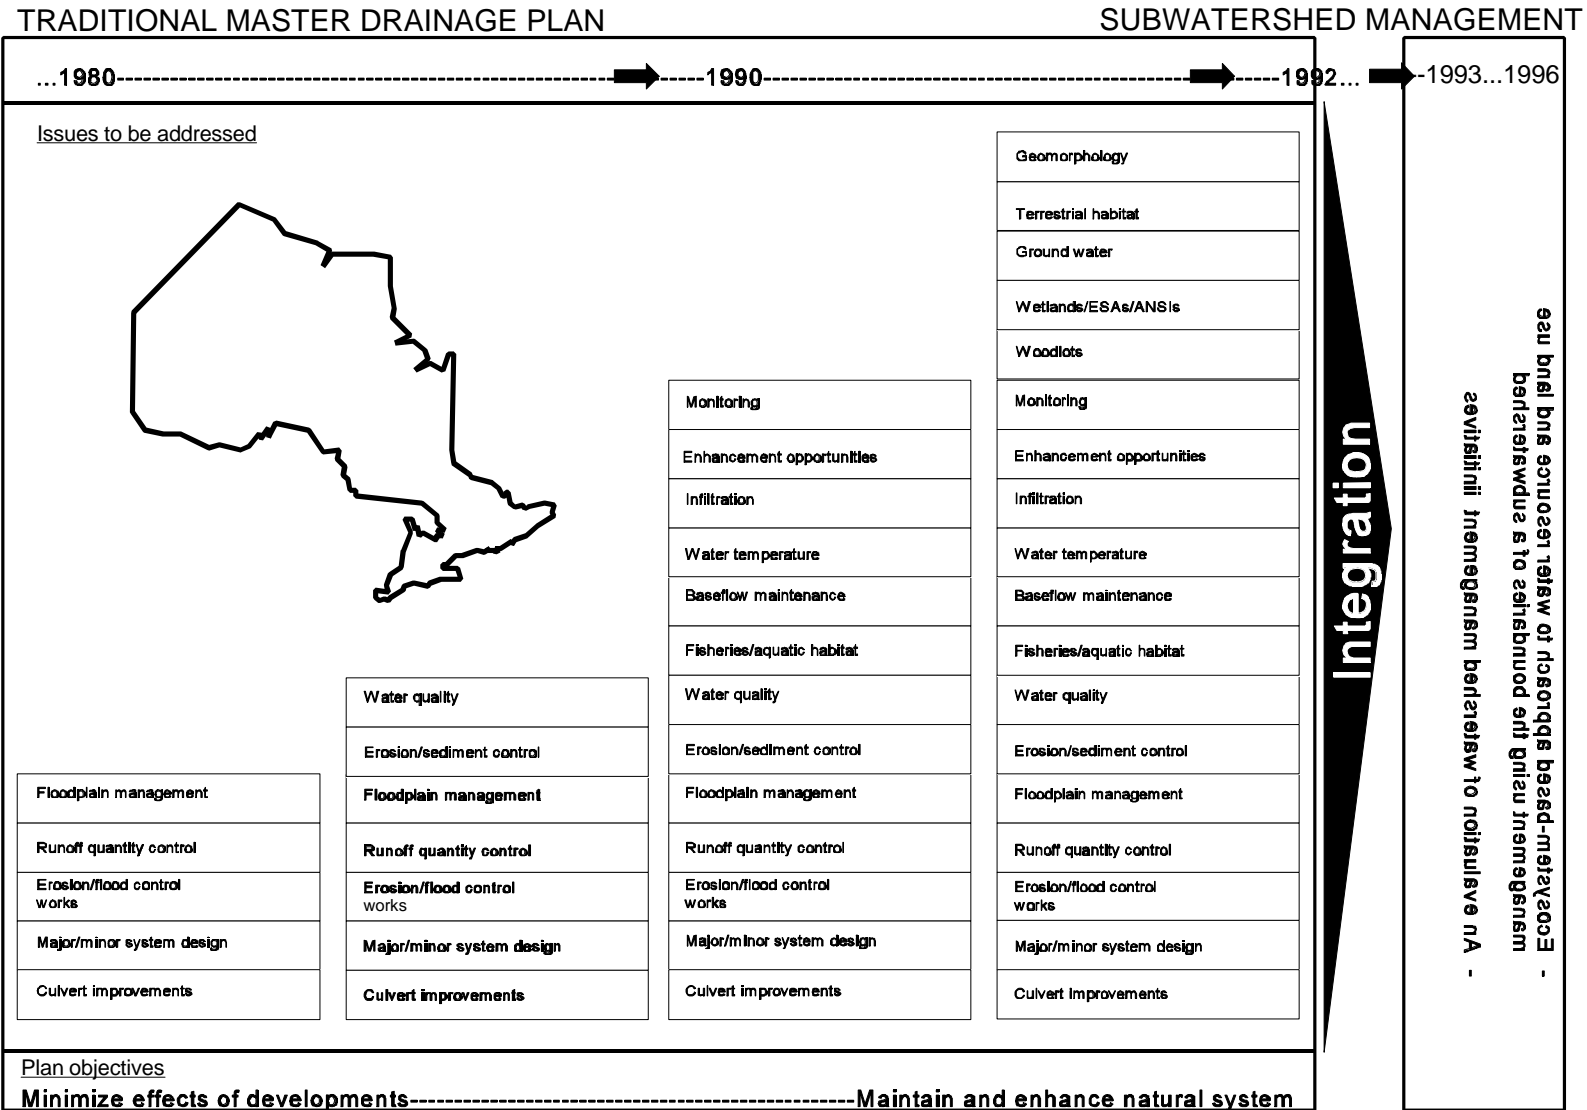 TRADITIONAL MASTER DRAINAGE PLAN
SUBWATERSHED MANAGEMENT
...1980
1990
1992...
-1993...1996
Issues to be addressed
Floodplain management
Runoff quantity control
Erosion/flood control
works
Major/minor system design
Culvert improvements
Water quality
Erosion/sediment control
Floodplain management
Runoff quantity control
Erosion/flood control
works
Major/minor system design
Culvert improvements
Monitoring
Enhancement opportunities
Infiltration
Water temperature
Baseflow maintenance
Fisheries/aquatic habitat
Water quality
Erosion/sediment control
Floodplain management
Runoff quantity control
Erosion/flood control
works
Major/minor system design
Culvert improvements
Geomorphology
Terrestrial habitat
Ground water
Wetlands/ESAs/ANSIs
Woodlots
Monitoring
Enhancement opportunities
Infiltration
Water temperature
Baseflow maintenance
Fisheries/aquatic habitat
Water quality
Erosion/sediment control
Floodplain management
Runoff quantity control
Erosion/flood control
works
Major/minor system design
Culvert improvements
Integration
- Ecosystem-based approach to water resource and land use
management using the boundaries of a subwatershed
- An evaluation of watershed management iinitiatives
Plan objectives
Minimize effects of developments--------------------------------------------------Maintain and enhance natural system